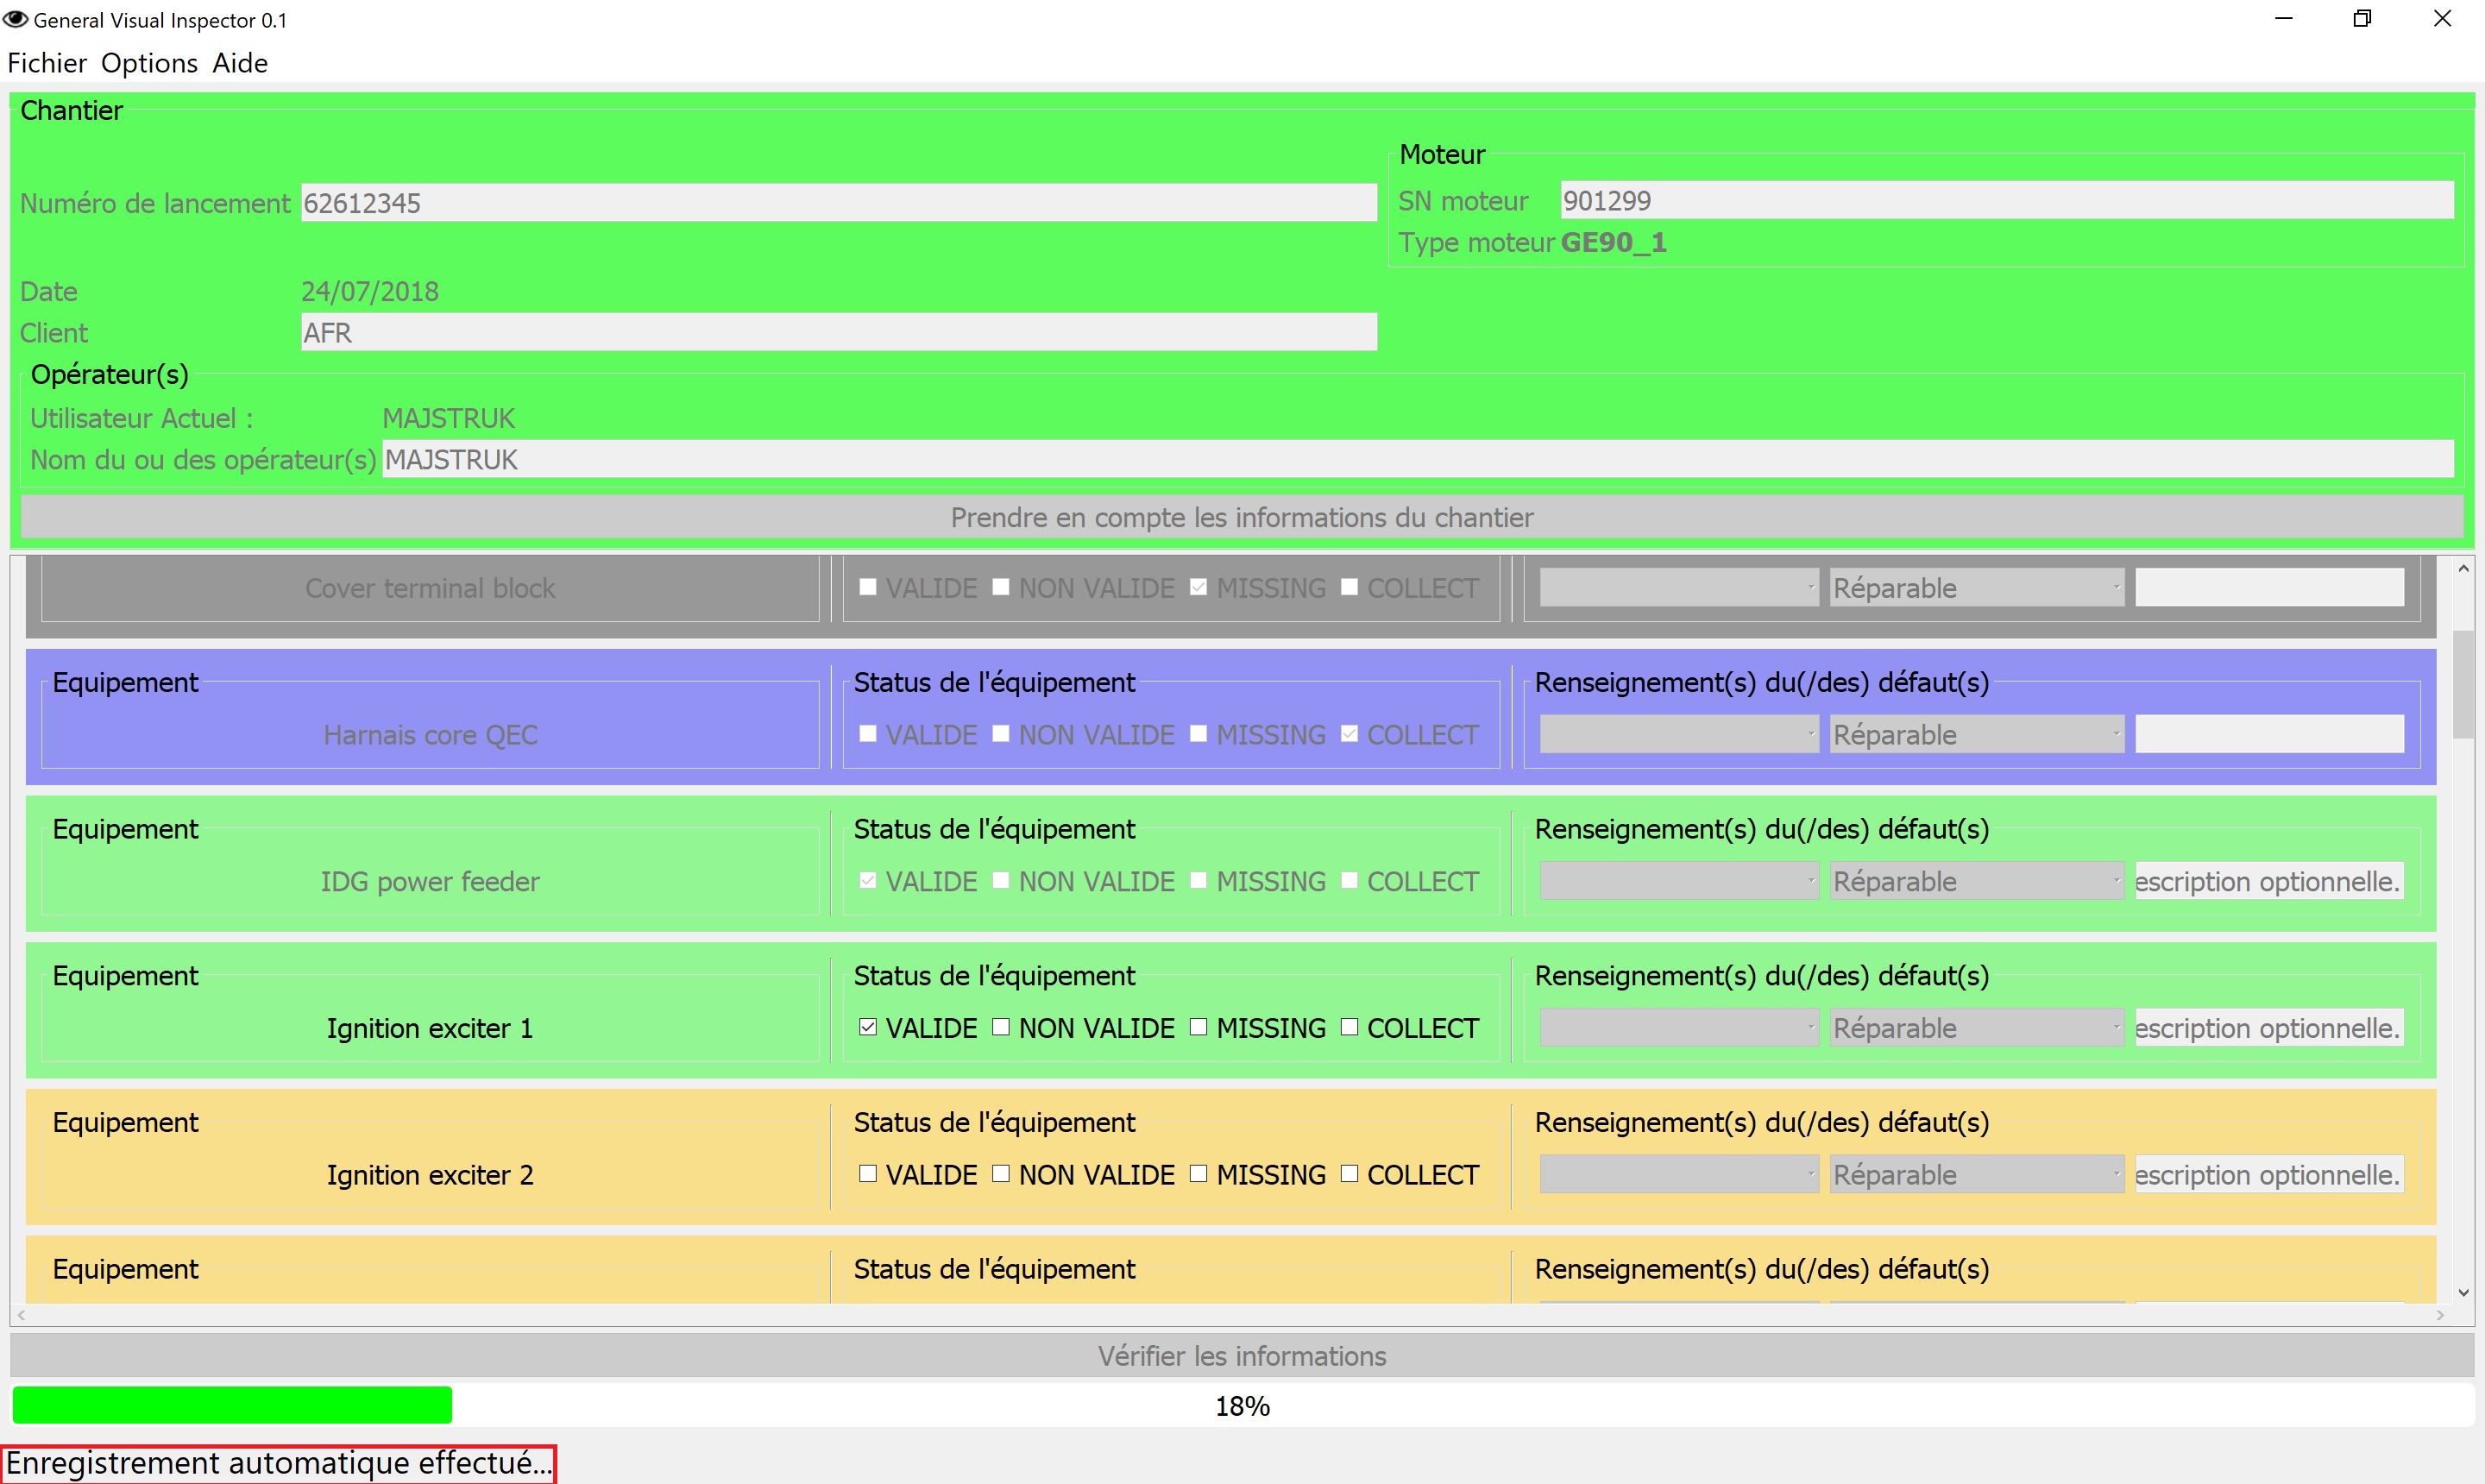 General Visual Inspector 0.1
Fichier Options Aide
Chantier
Moteur
Numéro de lancement 62612345
SN moteur 901299
Type moteur GE90_1
Date 24/07/2018
Client AFR
Opérateur(s)
Utilisateur Actuel : MAJSTRUK
Nom du ou des opérateur(s) MAJSTRUK
Prendre en compte les informations du chantier
Cover terminal block VALIDE NON VALIDE MISSING COLLECT Réparable
Equipement Status de l'équipement Renseignement(s) du(/des) défaut(s)
Harnais core QEC VALIDE NON VALIDE MISSING COLLECT Réparable
Equipement Status de l'équipement Renseignement(s) du(/des) défaut(s)
IDG power feeder VALIDE NON VALIDE MISSING COLLECT Réparable escription optionnelle.
Equipement Status de l'équipement Renseignement(s) du(/des) défaut(s)
Ignition exciter 1 VALIDE NON VALIDE MISSING COLLECT Réparable escription optionnelle.
Equipement Status de l'équipement Renseignement(s) du(/des) défaut(s)
Ignition exciter 2 VALIDE NON VALIDE MISSING COLLECT Réparable escription optionnelle.
Equipement Status de l'équipement Renseignement(s) du(/des) défaut(s)
Vérifier les informations
18%
Enregistrement automatique effectué...